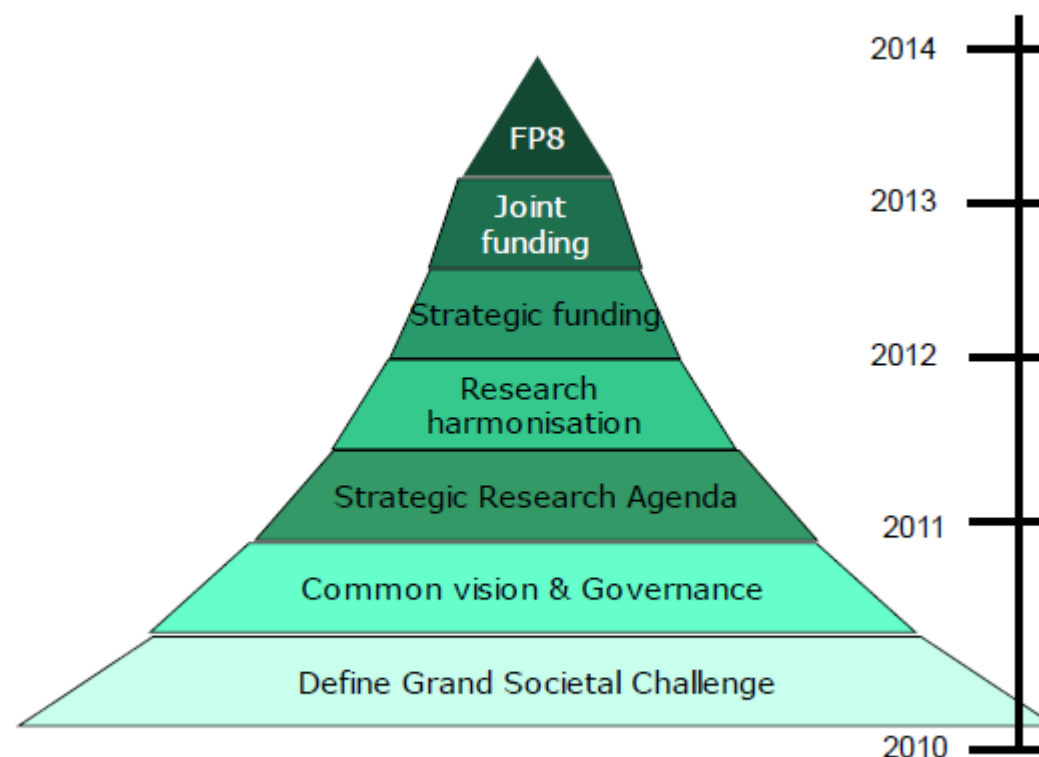 2014
FP8
2013
Joint
funding
Strategic funding
2012
Research
harmonisation
Strategic Research Agenda
2011
Common vision & Governance
Define Grand Societal Challenge
2010